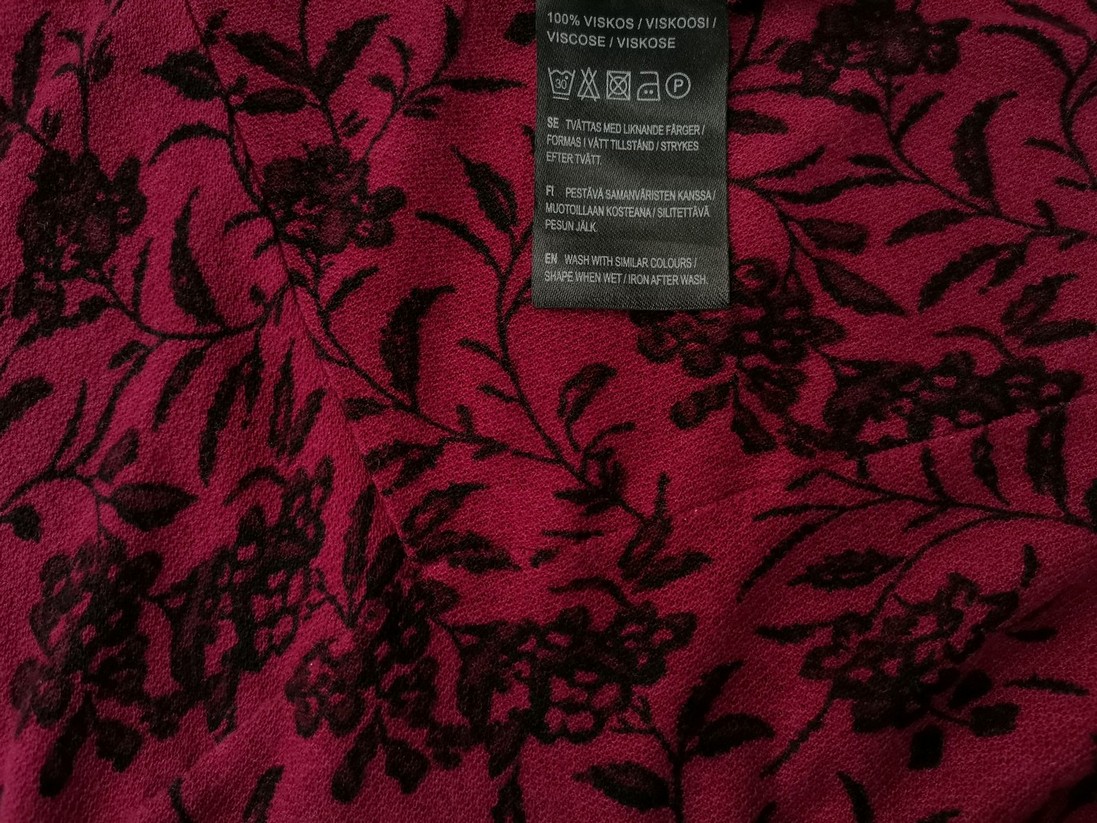 100% VISKOS / VISKOOSI /
VISCOSE / VISKOSE
30 P
SE TVÄTTAS MED LIKNANDE FÄRGER /
FORMAS I VÅTT TILLSTÅND / STRYKES
EFTER TVÄTT.
FI PESTÄVÄ SAMANVÄRISTEN KANSSA /
MUOTOILLAAN KOSTEANA / SILITETTÄVÄ
PESUN JÄLK.
EN WASH WITH SIMILAR COLOURS /
SHAPE WHEN WET / IRON AFTER WASH.